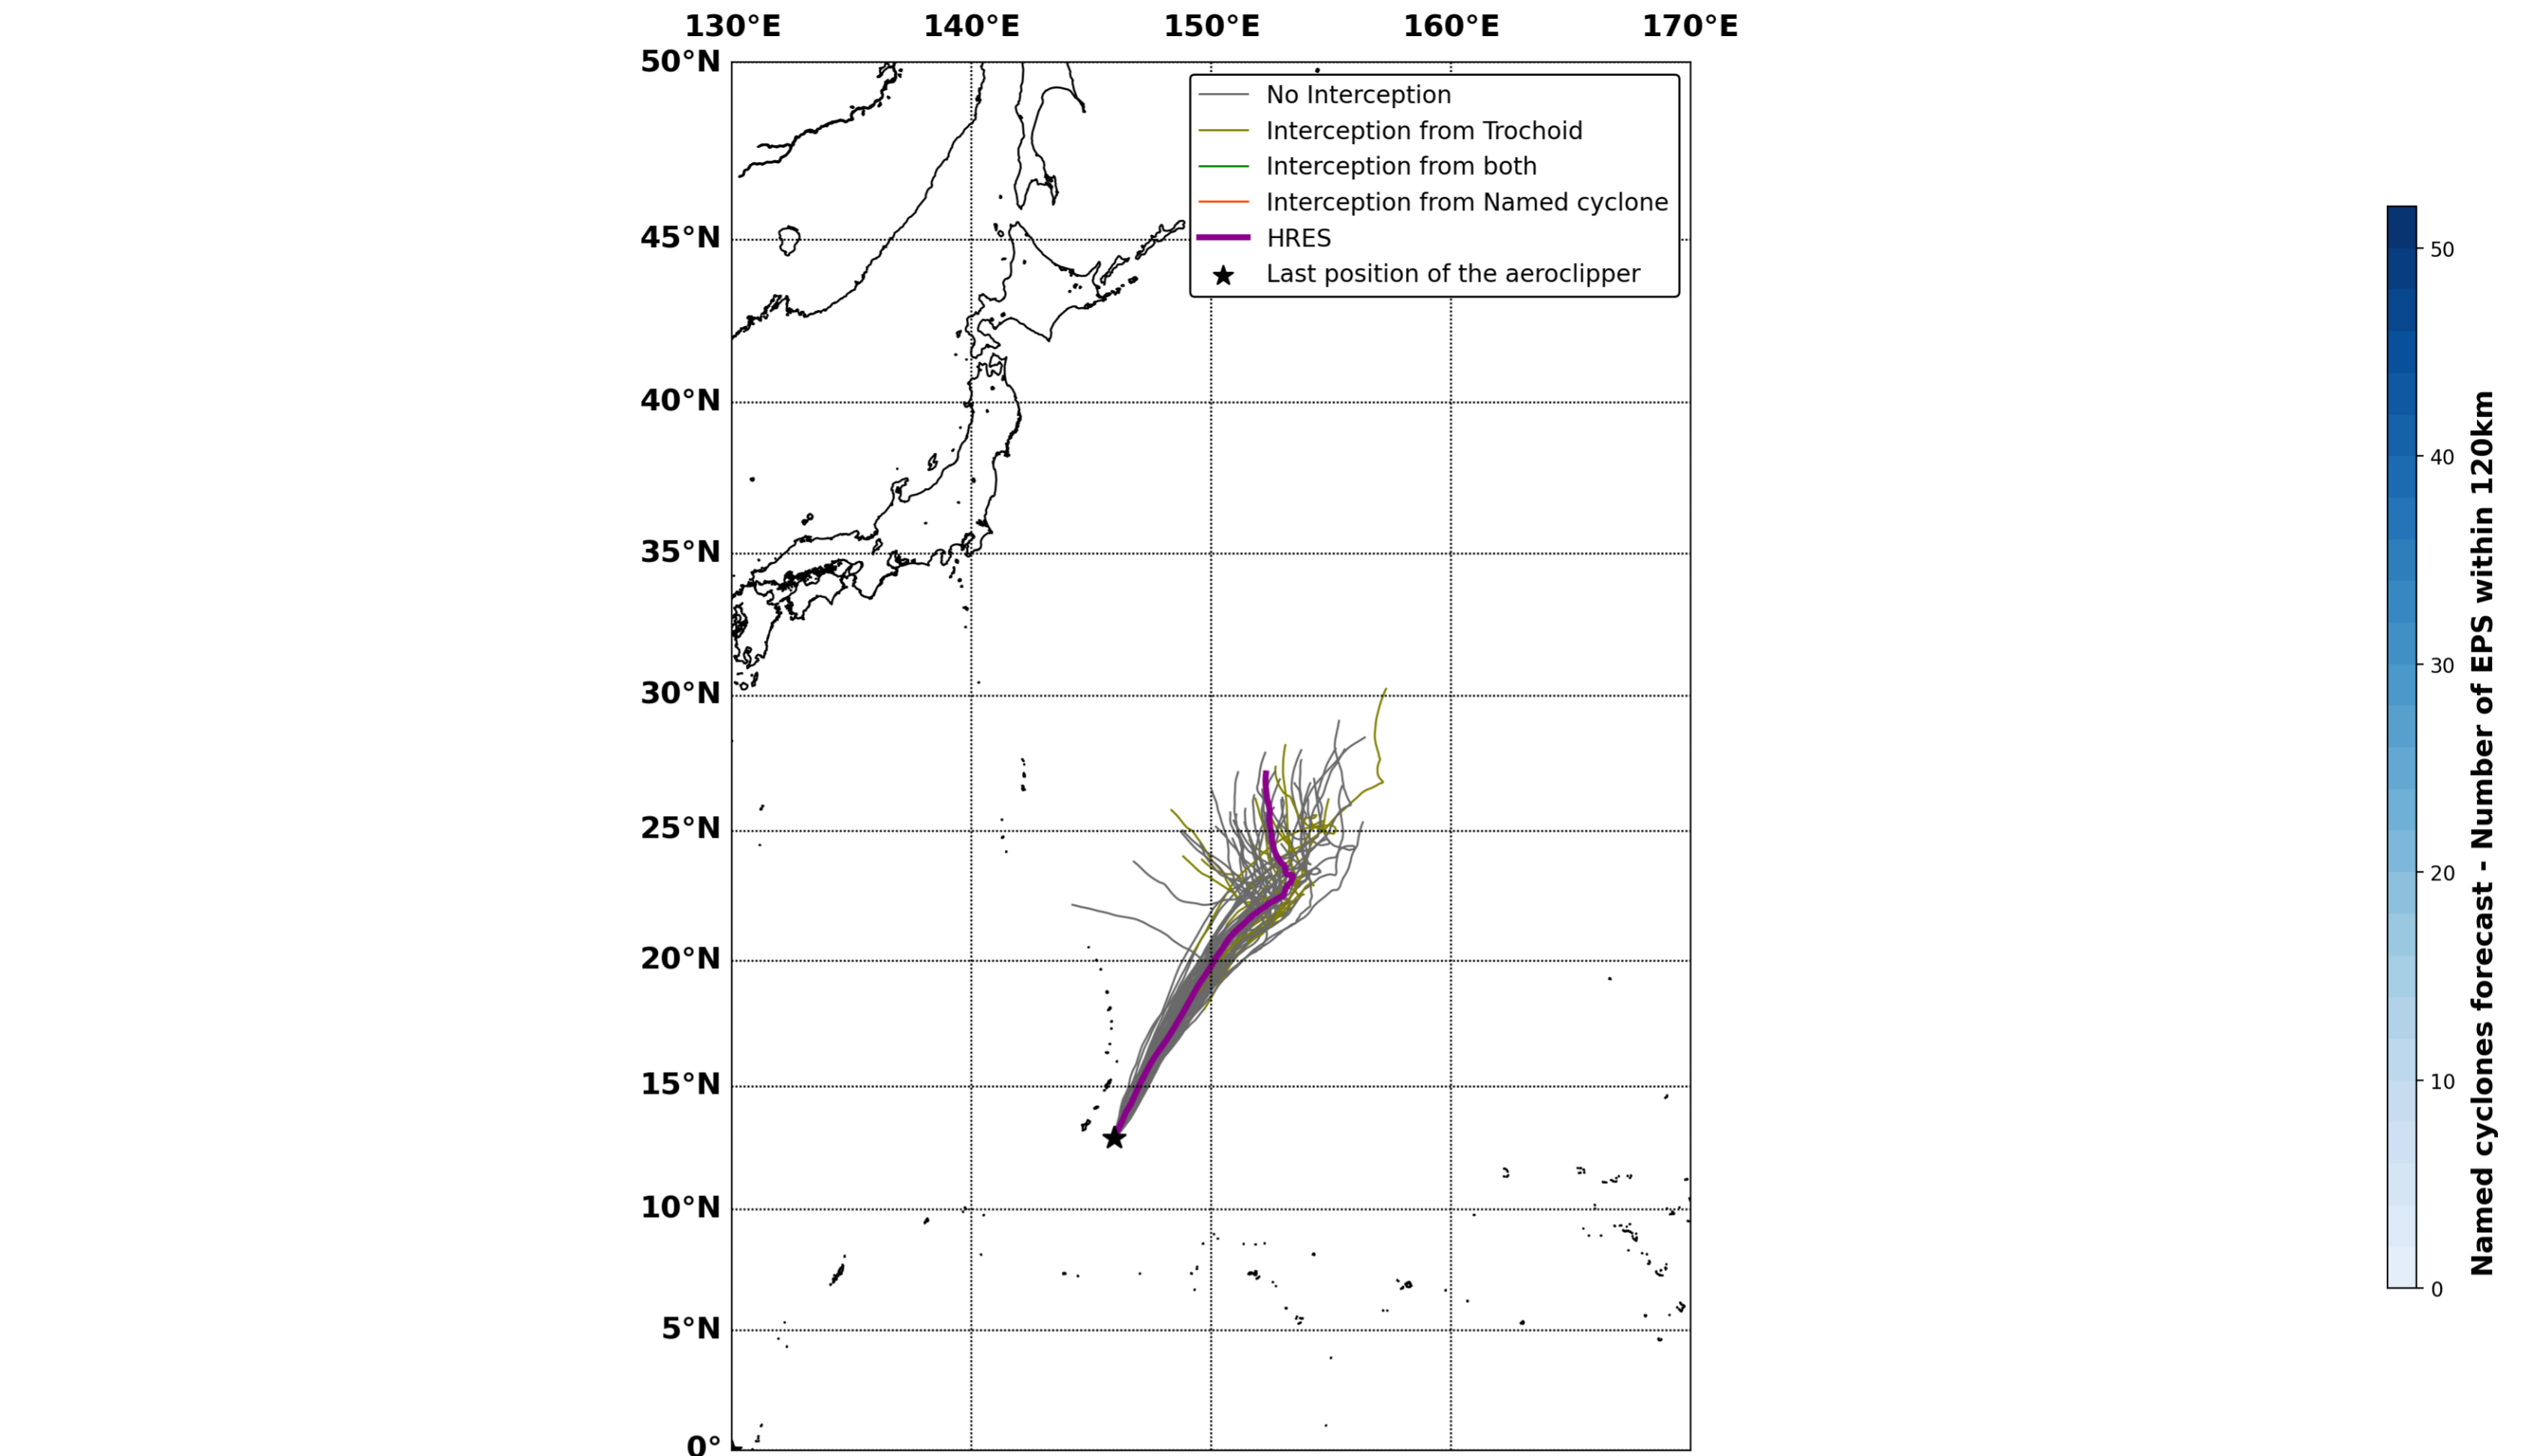 130°E 140°E 150°E 160°E 170°E
50°N
45°N
40°N
35°N
30°N
25°N
20°N
15°N
10°N
5°N
0°
No Interception
Interception from Trochoid
Interception from both
Interception from Named cyclone
HRES
Last position of the aeroclipper
50
40
30
20
10
0
Named cyclones forecast - Number of EPS within 120km